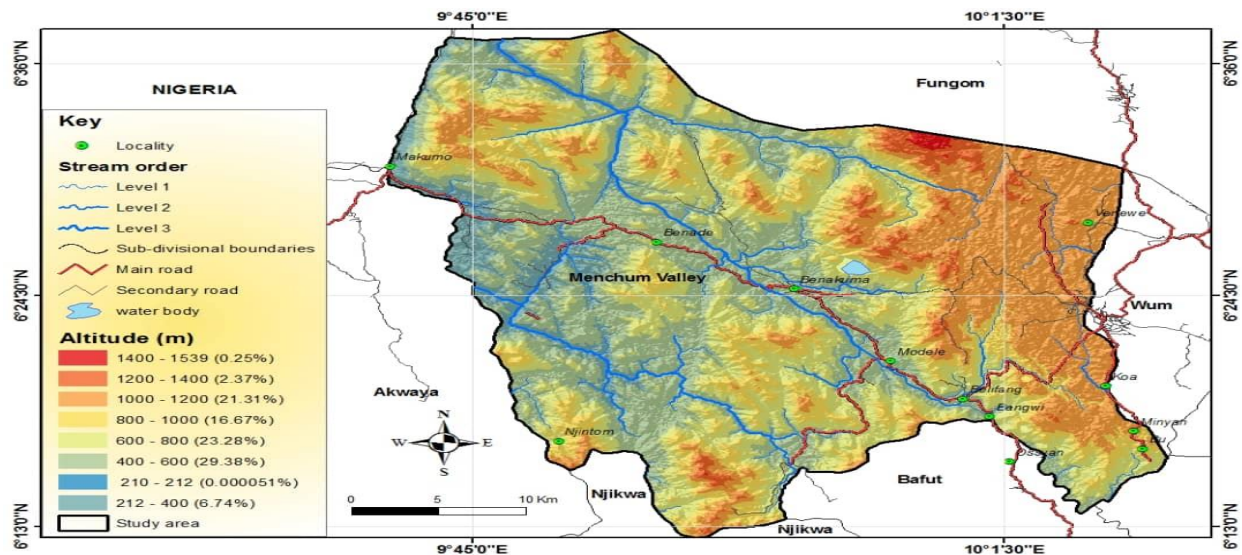 9°45'0"E 10°1'30"E
6°36'0"N 6°36'0"N
NIGERIA
Fungom
Key
Locality
Stream order
Level 1
Level 2
Level 3
Sub-divisional boundaries
Main road
Secondary road
water body
Altitude (m)
1400 - 1539 (0.25%)
1200 - 1400 (2.37%)
1000 - 1200 (21.31%)
800 - 1000 (16.67%)
600 - 800 (23.28%)
400 - 600 (29.38%)
210 - 212 (0.000051%)
212 - 400 (6.74%)
Study area
Makumo
Benade
Menchum Valley
Benakuma
6°24'30"N 6°24'30"N
Wum
Modele
Koa
Akwaya
Minyan
Bu
Njintom
N
W E
S
Bafut
Njikwa
0 5 10 Km
Njikwa
6°13'0"N 6°13'0"N
9°45'0"E 10°1'30"E